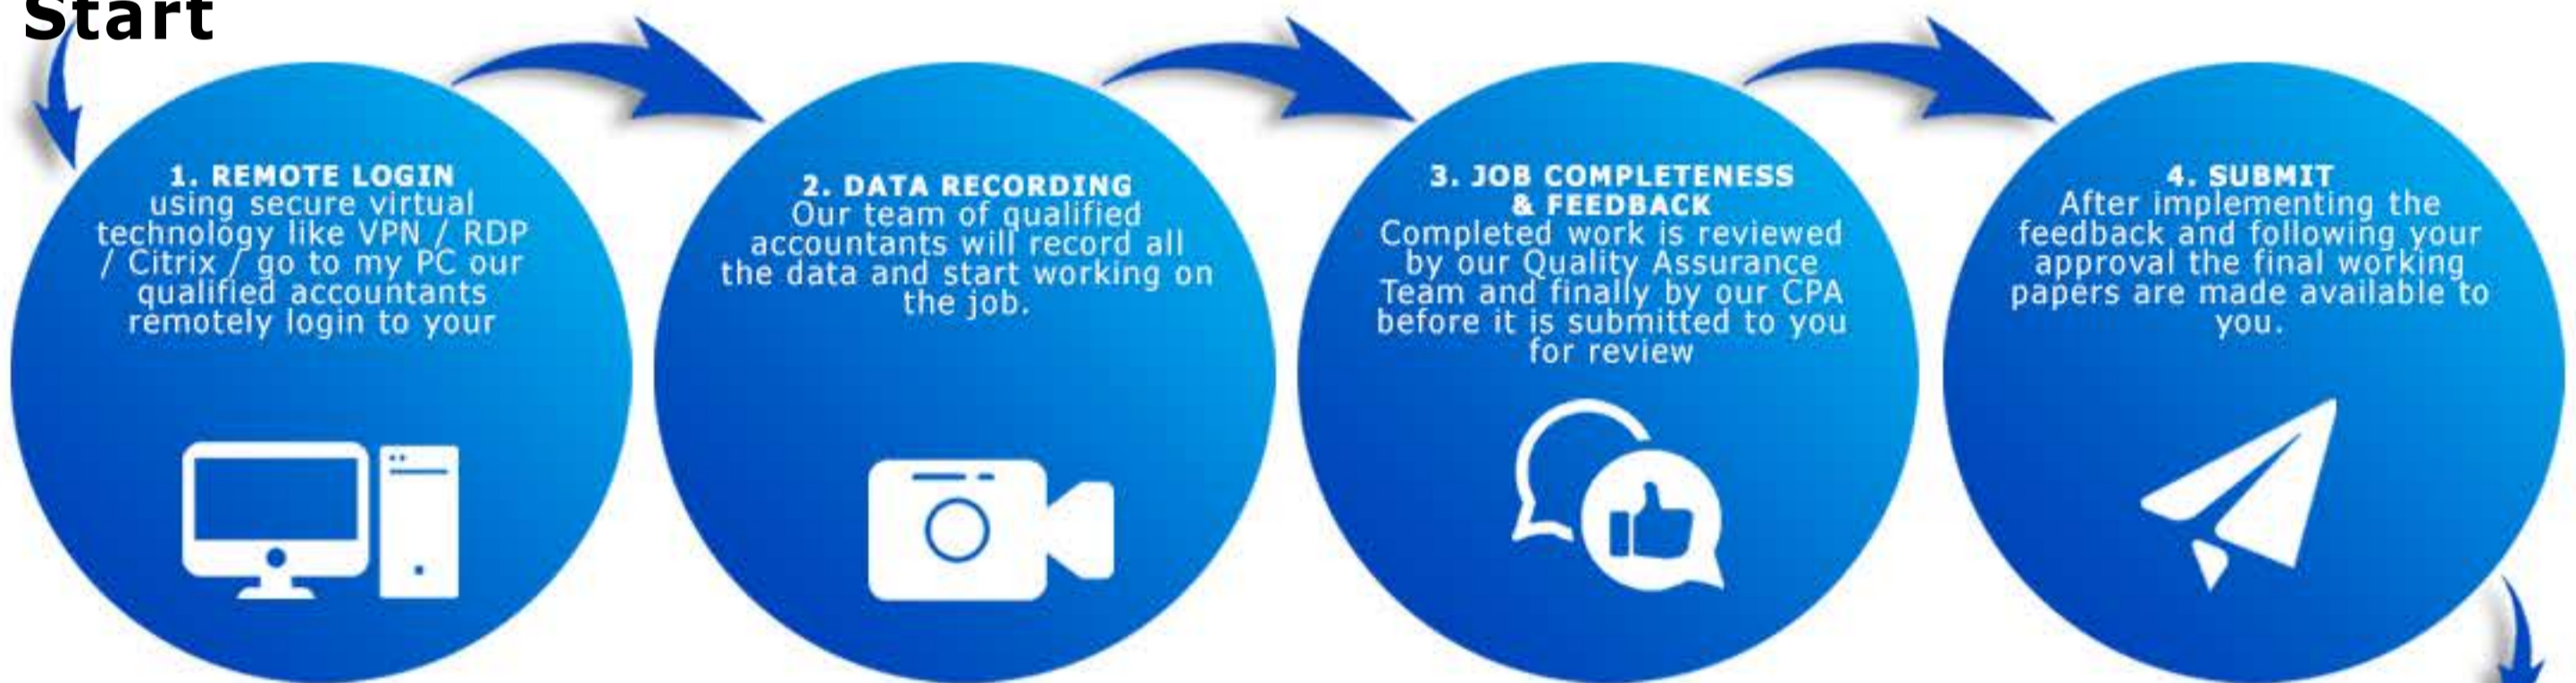 Start
1. REMOTE LOGIN
using secure virtual
technology like VPN / RDP
/ Citrix / go to my PC our
qualified accountants
remotely login to your
2. DATA RECORDING
Our team of qualified
accountants will record all
the data and start working on
the job.
3. JOB COMPLETENESS
& FEEDBACK
Completed work is reviewed
by our Quality Assurance
Team and finally by our CPA
before it is submitted to you
for review
4. SUBMIT
After implementing the
feedback and following your
approval the final working
papers are made available to
you.